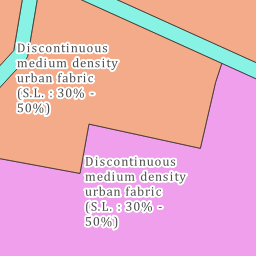 Discontinuous
medium density
urban fabric
(S.L. : 30% -
50%)
Discontinuous
medium density
urban fabric
(S.L. : 30% -
50%)